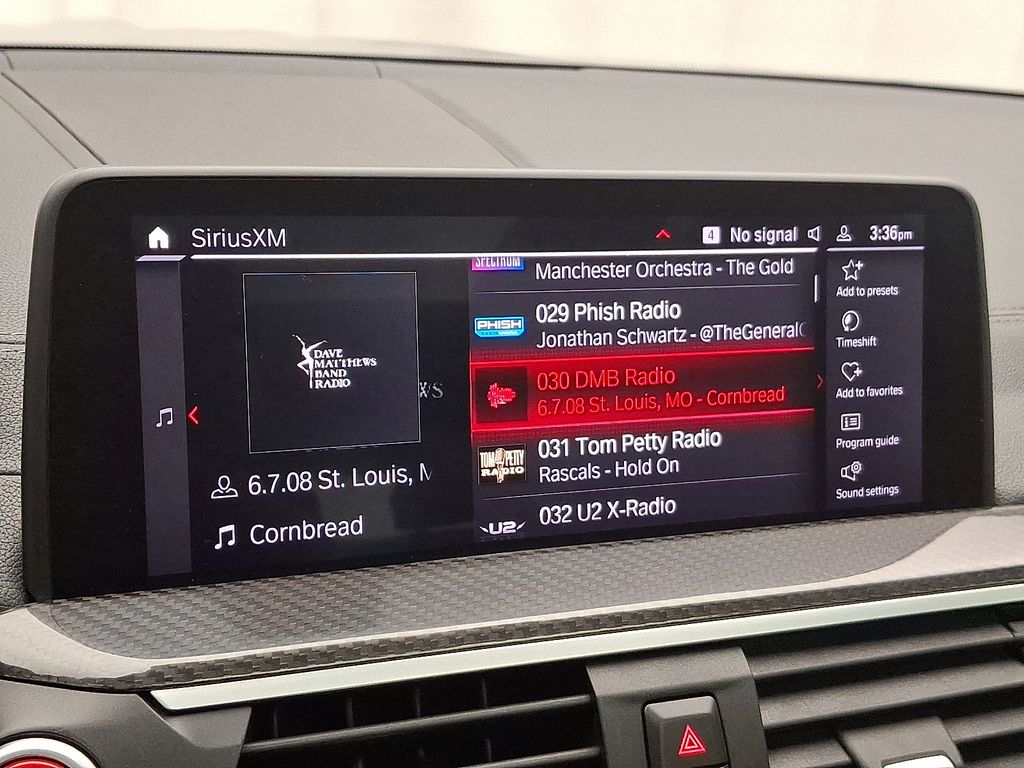 SiriusXM
4 No signal 3:36pm
DAVE
MATTHEWS
BAND
RADIO
6.7.08 St. Louis, M
Cornbread
SPECTRUM
Manchester Orchestra - The Gold
PHISH
RADIO
029 Phish Radio
Jonathan Schwartz - @TheGeneral
030 DMB Radio
6.7.08 St. Louis, MO - Cornbread
TOM PETTY
RADIO
031 Tom Petty Radio
Rascals - Hold On
U2
032 U2 X-Radio
Add to presets
Timeshift
Add to favorites
Program guide
Sound settings